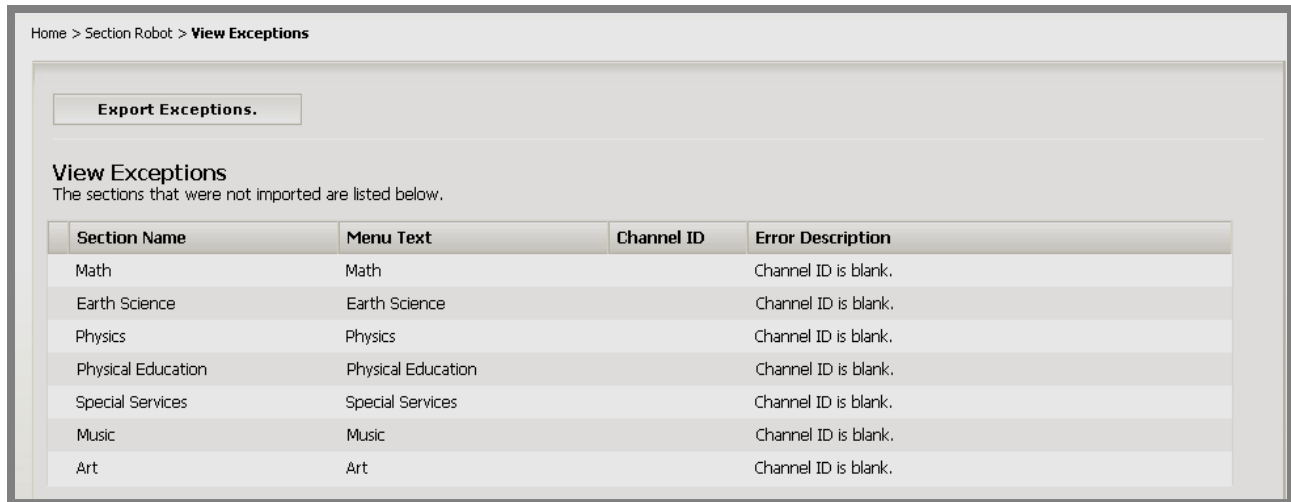 Home > Section Robot > View Exceptions
Export Exceptions.
View Exceptions
The sections that were not imported are listed below.
Section Name Menu Text Channel ID Error Description
Math Math Channel ID is blank.
Earth Science Earth Science Channel ID is blank.
Physics Physics Channel ID is blank.
Physical Education Physical Education Channel ID is blank.
Special Services Special Services Channel ID is blank.
Music Music Channel ID is blank.
Art Art Channel ID is blank.